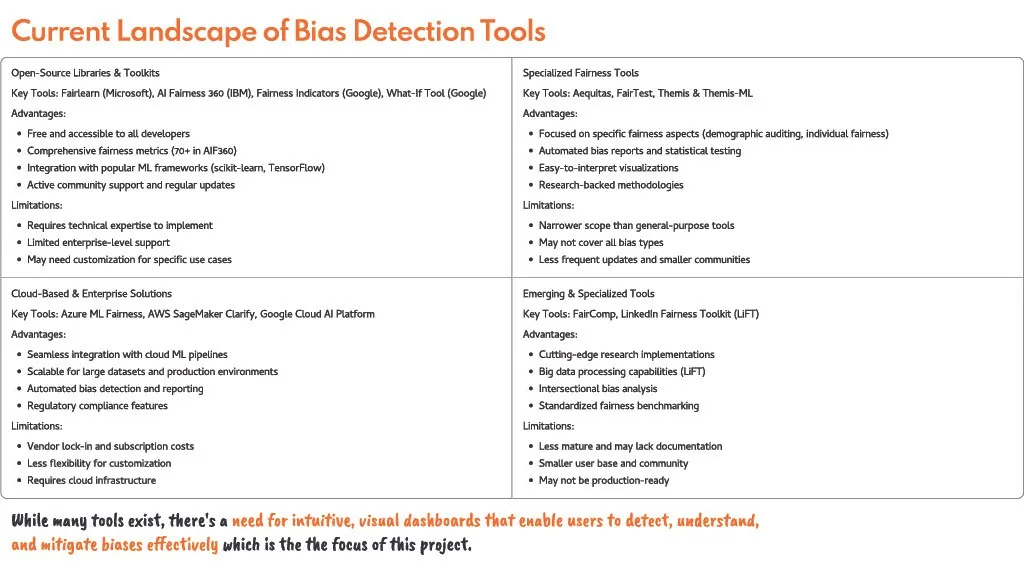 Current Landscape of Bias Detection Tools
Open-Source Libraries & Toolkits
Key Tools: Fairlearn (Microsoft), AI Fairness 360 (IBM), Fairness Indicators (Google), What-If Tool (Google)
Advantages:
• Free and accessible to all developers
• Comprehensive fairness metrics (70+ in AIF360)
• Integration with popular ML frameworks (scikit-learn, TensorFlow)
• Active community support and regular updates
Limitations:
• Requires technical expertise to implement
• Limited enterprise-level support
• May need customization for specific use cases
Specialized Fairness Tools
Key Tools: Aequitas, FairTest, Themis & Themis-ML
Advantages:
• Focused on specific fairness aspects (demographic auditing, individual fairness)
• Automated bias reports and statistical testing
• Easy-to-interpret visualizations
• Research-backed methodologies
Limitations:
• Narrower scope than general-purpose tools
• May not cover all bias types
• Less frequent updates and smaller communities
Cloud-Based & Enterprise Solutions
Key Tools: Azure ML Fairness, AWS SageMaker Clarify, Google Cloud AI Platform
Advantages:
• Seamless integration with cloud ML pipelines
• Scalable for large datasets and production environments
• Automated bias detection and reporting
• Regulatory compliance features
Limitations:
• Vendor lock-in and subscription costs
• Less flexibility for customization
• Requires cloud infrastructure
Emerging & Specialized Tools
Key Tools: FairComp, LinkedIn Fairness Toolkit (LiFT)
Advantages:
• Cutting-edge research implementations
• Big data processing capabilities (LiFT)
• Intersectional bias analysis
• Standardized fairness benchmarking
Limitations:
• Less mature and may lack documentation
• Smaller user base and community
• May not be production-ready
While many tools exist, there's a need for intuitive, visual dashboards that enable users to detect, understand,
and mitigate biases effectively which is the the focus of this project.